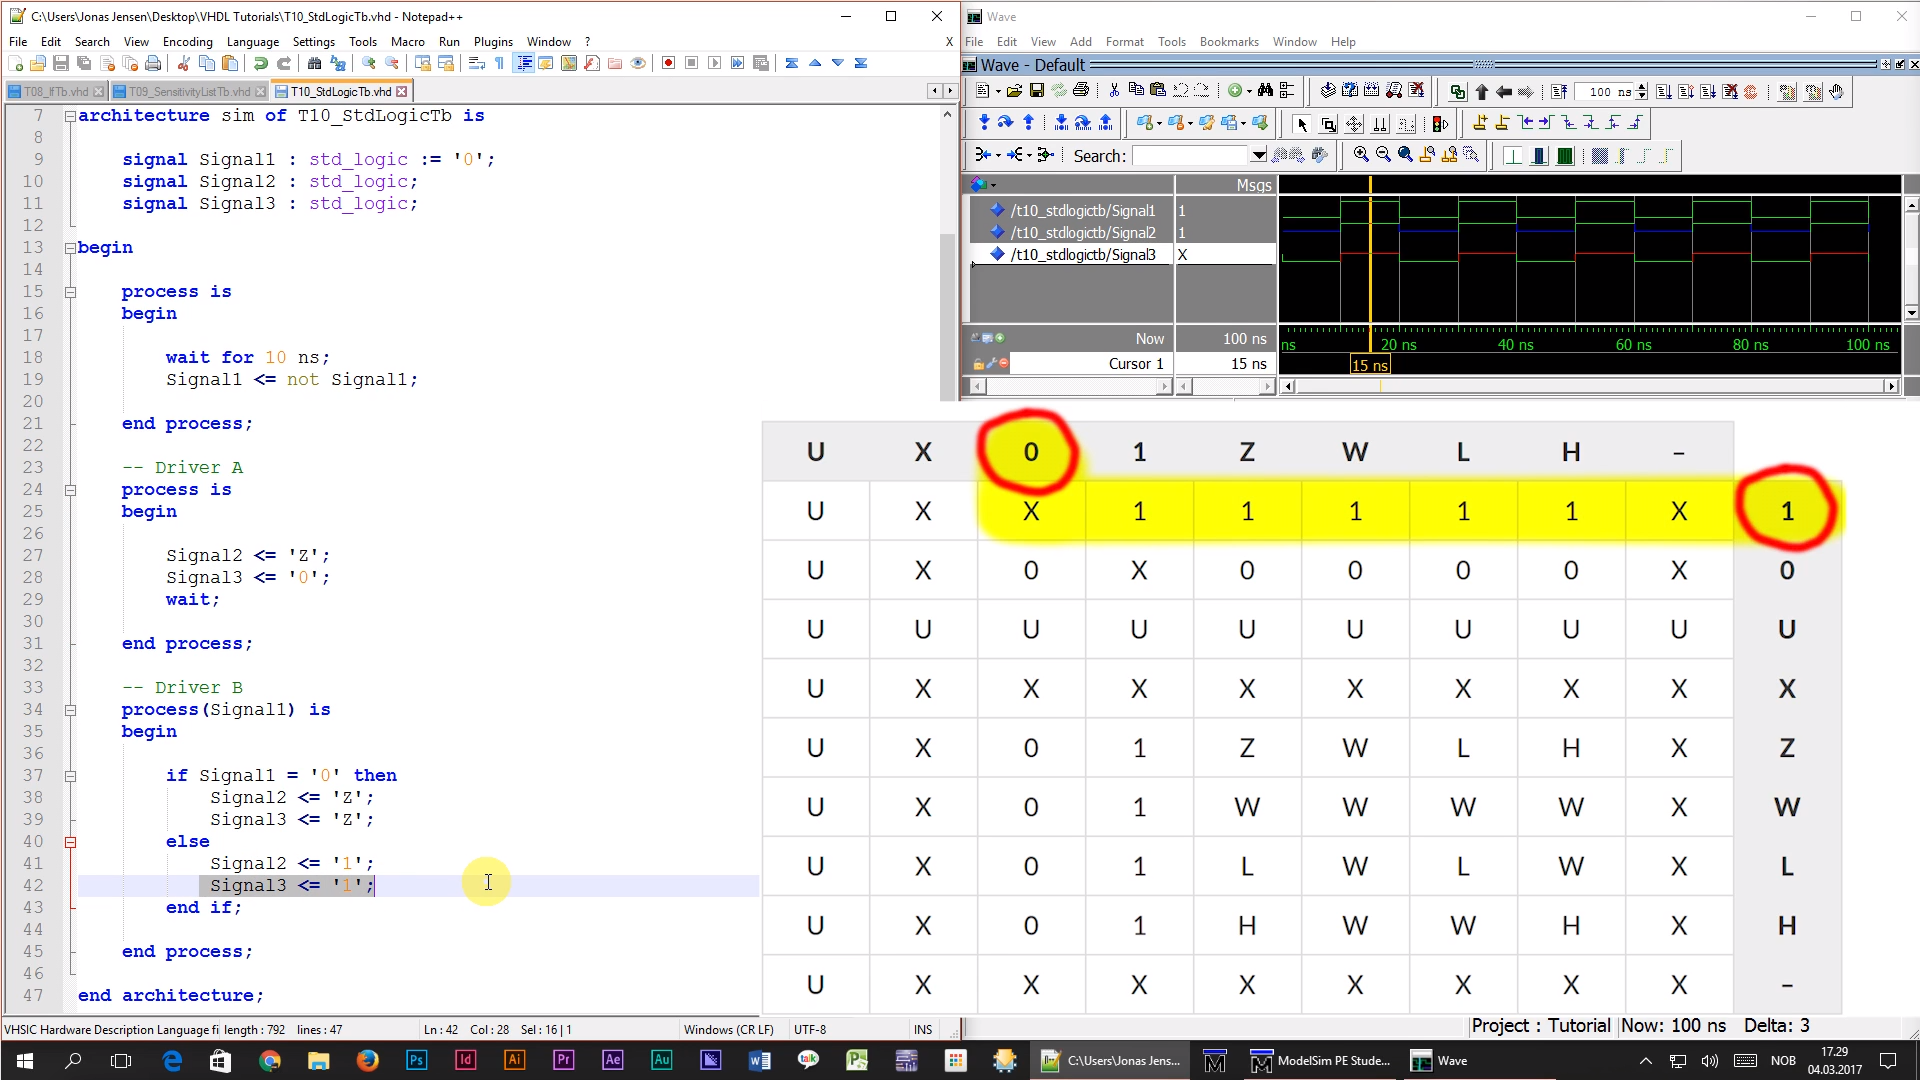 C:\Users\Jonas Jensen\Desktop\VHDL Tutorials\T10_StdLogicTb.vhd - Notepad++
File Edit Search View Encoding Language Settings Tools Macro Run Plugins Window ? X
T08_IfTb.vhd T09_SensitivityListTb.vhd T10_StdLogicTb.vhd
7 architecture sim of T10_StdLogicTb is
8
9 signal Signal1 : std_logic := '0';
10 signal Signal2 : std_logic;
11 signal Signal3 : std_logic;
12
13 begin
14
15 process is
16 begin
17
18 wait for 10 ns;
19 Signal1 <= not Signal1;
20
21 end process;
22
23 -- Driver A
24 process is
25 begin
26
27 Signal2 <= 'Z';
28 Signal3 <= '0';
29 wait;
30
31 end process;
32
33 -- Driver B
34 process(Signal1) is
35 begin
36
37 if Signal1 = '0' then
38 Signal2 <= 'Z';
39 Signal3 <= 'Z';
40 else
41 Signal2 <= '1';
42 Signal3 <= '1';
43 end if;
44
45 end process;
46
47 end architecture;
VHSIC Hardware Description Language fi length : 792 lines : 47 Ln : 42 Col : 28 Sel : 16 | 1 Windows (CR LF) UTF-8 INS
Wave
File Edit View Add Format Tools Bookmarks Window Help
Wave - Default
100 ns
Search:
Msgs
/t10_stdlogictb/Signal1 1
/t10_stdlogictb/Signal2 1
/t10_stdlogictb/Signal3 X
Now 100 ns ns 20 ns 40 ns 60 ns 80 ns 100 ns
Cursor 1 15 ns 15 ns
U X 0 1 Z W L H –
U X X 1 1 1 1 1 X 1
U X 0 X 0 0 0 0 X 0
U U U U U U U U U U
U X X X X X X X X X
U X 0 1 Z W L H X Z
U X 0 1 W W W W X W
U X 0 1 L W L W X L
U X 0 1 H W W H X H
U X X X X X X X X –
Project : Tutorial Now: 100 ns Delta: 3
C:\Users\Jonas Jens... ModelSim PE Stude... Wave NOB 17.29
04.03.2017